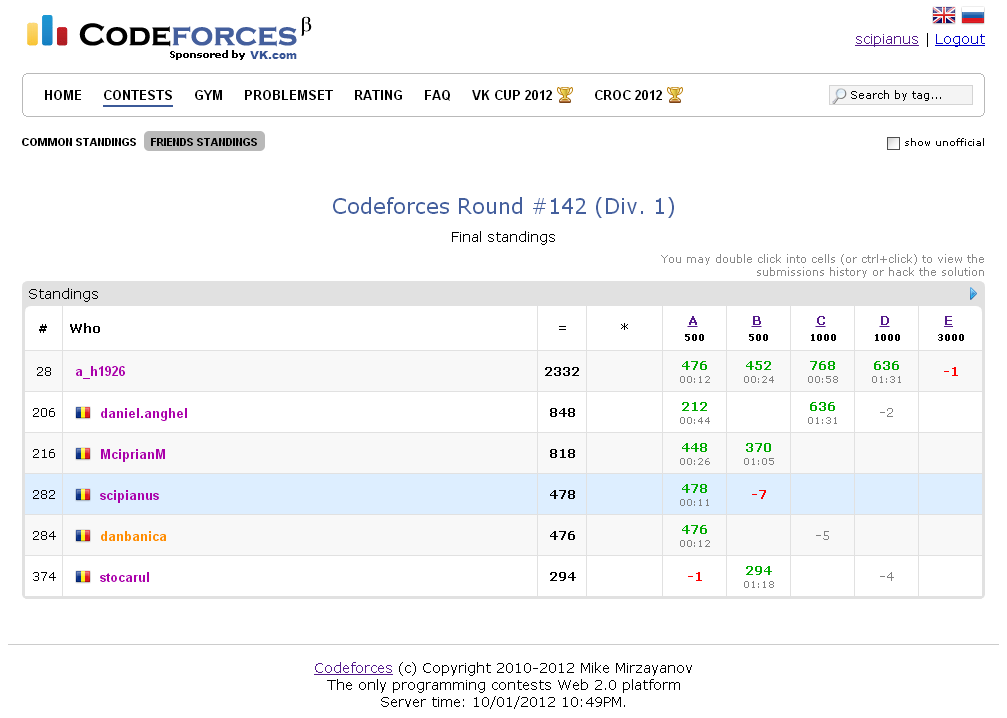 CODEFORCES β
Sponsored by VK.com
scipianus | Logout
HOME CONTESTS GYM PROBLEMSET RATING FAQ VK CUP 2012 CROC 2012 Search by tag...
COMMON STANDINGS FRIENDS STANDINGS show unofficial
Codeforces Round #142 (Div. 1)
Final standings
You may double click into cells (or ctrl+click) to view the
submissions history or hack the solution
Standings
# Who = * A B C D E
500 500 1000 1000 3000
28 a_h1926 2332 476 452 768 636 -1
00:12 00:24 00:58 01:31
206 daniel.anghel 848 212 636 -2
00:44 01:31
216 MciprianM 818 448 370
00:26 01:05
282 scipianus 478 478 -7
00:11
284 danbanica 476 476 -5
00:12
374 stocarul 294 -1 294 -4
01:18
Codeforces (c) Copyright 2010-2012 Mike Mirzayanov
The only programming contests Web 2.0 platform
Server time: 10/01/2012 10:49PM.